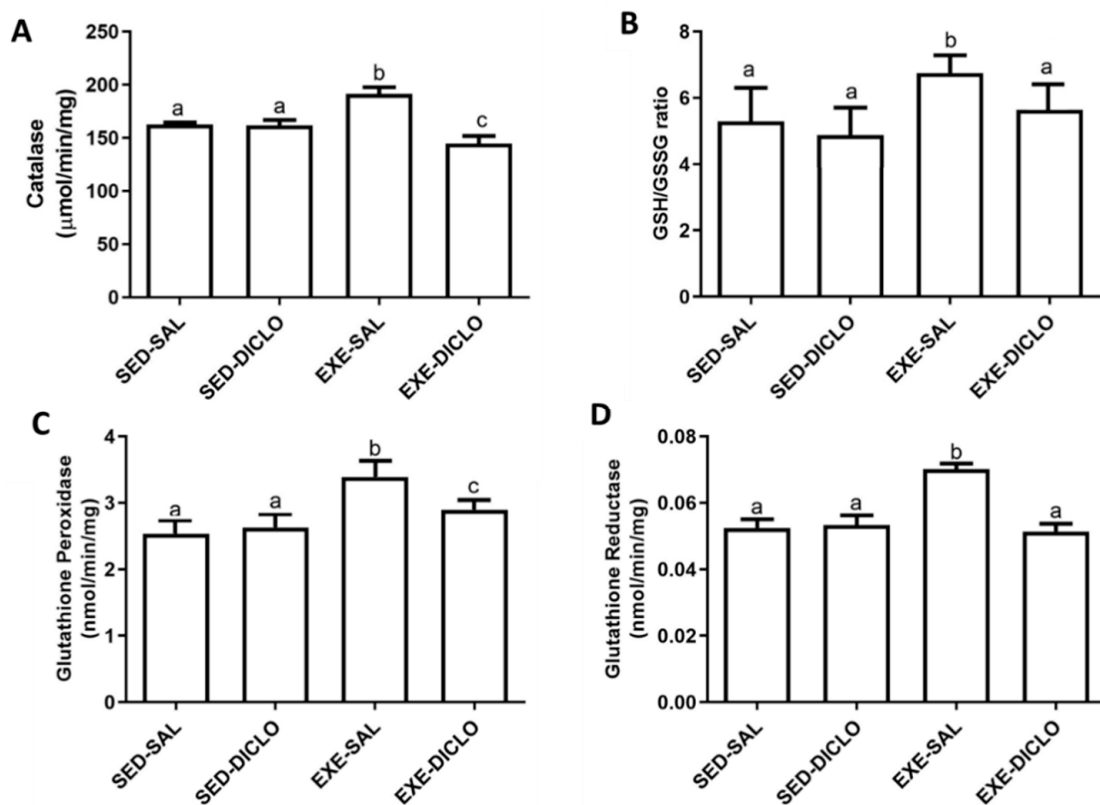 A
Catalase
(μmol/min/mg)
250
200
150
100
50
0
a
a
b
c
SED-SAL
SED-DICLO
EXE-SAL
EXE-DICLO
B
GSH/GSSG ratio
8
6
4
2
0
a
a
b
a
SED-SAL
SED-DICLO
EXE-SAL
EXE-DICLO
C
Glutathione Peroxidase
(nmol/min/mg)
4
3
2
1
0
a
a
b
c
SED-SAL
SED-DICLO
EXE-SAL
EXE-DICLO
D
Glutathione Reductase
(nmol/min/mg)
0.08
0.06
0.04
0.02
0.00
a
a
b
a
SED-SAL
SED-DICLO
EXE-SAL
EXE-DICLO